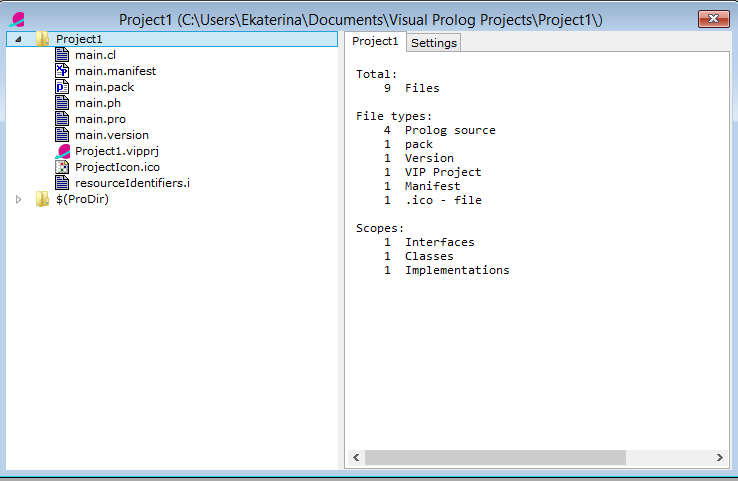 Project1 (C:\Users\Ekaterina\Documents\Visual Prolog Projects\Project1\)
Project1
main.cl
main.manifest
main.pack
main.ph
main.pro
main.version
Project1.vipprj
ProjectIcon.ico
resourceIdentifiers.i
$(ProDir)
Project1 Settings
Total:
9 Files
File types:
4 Prolog source
1 pack
1 Version
1 VIP Project
1 Manifest
1 .ico - file
Scopes:
1 Interfaces
1 Classes
1 Implementations